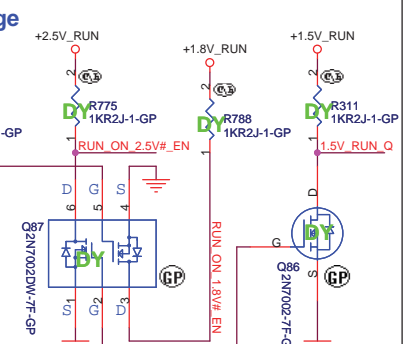 ge
+2.5V_RUN
+1.8V_RUN
+1.5V_RUN
2
2
2
DY
R775
1KR2J-1-GP
DY
R788
1KR2J-1-GP
DY
R311
1KR2J-1-GP
-GP
1
1
1
RUN_ON_2.5V#_EN
1.5V_RUN_Q
D
G
S
6
5
4
D
Q87
2N7002DW-7F-GP
DY
GP
RUN_ON_1.8V#_EN
G
DY
Q86
2N7002-7F-G
S
GP
S
1
G
2
D
3